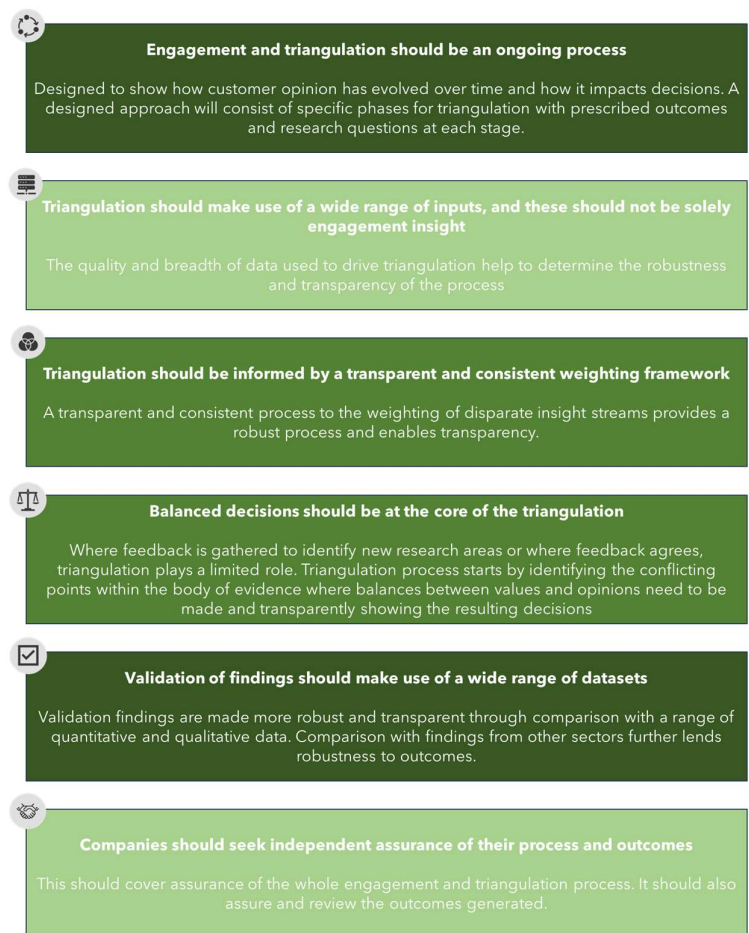 Engagement and triangulation should be an ongoing process
Designed to show how customer opinion has evolved over time and how it impacts decisions. A
designed approach will consist of specific phases for triangulation with prescribed outcomes
and research questions at each stage.
Triangulation should make use of a wide range of inputs, and these should not be solely
engagement insight
The quality and breadth of data used to drive triangulation help to determine the robustness
and transparency of the process
Triangulation should be informed by a transparent and consistent weighting framework
A transparent and consistent process to the weighting of disparate insight streams provides a
robust process and enables transparency.
Balanced decisions should be at the core of the triangulation
Where feedback is gathered to identify new research areas or where feedback agrees,
triangulation plays a limited role. Triangulation process starts by identifying the conflicting
points within the body of evidence where balances between values and opinions need to be
made and transparently showing the resulting decisions
Validation of findings should make use of a wide range of datasets
Validation findings are made more robust and transparent through comparison with a range of
quantitative and qualitative data. Comparison with findings from other sectors further lends
robustness to outcomes.
Companies should seek independent assurance of their process and outcomes
This should cover assurance of the whole engagement and triangulation process. It should also
assure and review the outcomes generated.